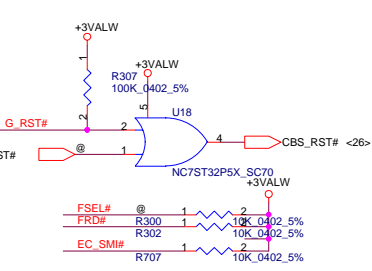 +3VALW
+3VALW
R307
100K_0402_5%
1
5
U18
G_RST#
2
2
4
CBS_RST# <26>
ST#
@
1
NC7ST32P5X_SC70
+3VALW
FSEL# @ 1 2
FRD# R300 1 10K_0402_5%
R302 10K_0402_5%
EC_SMI# 1 2
R707 10K_0402_5%